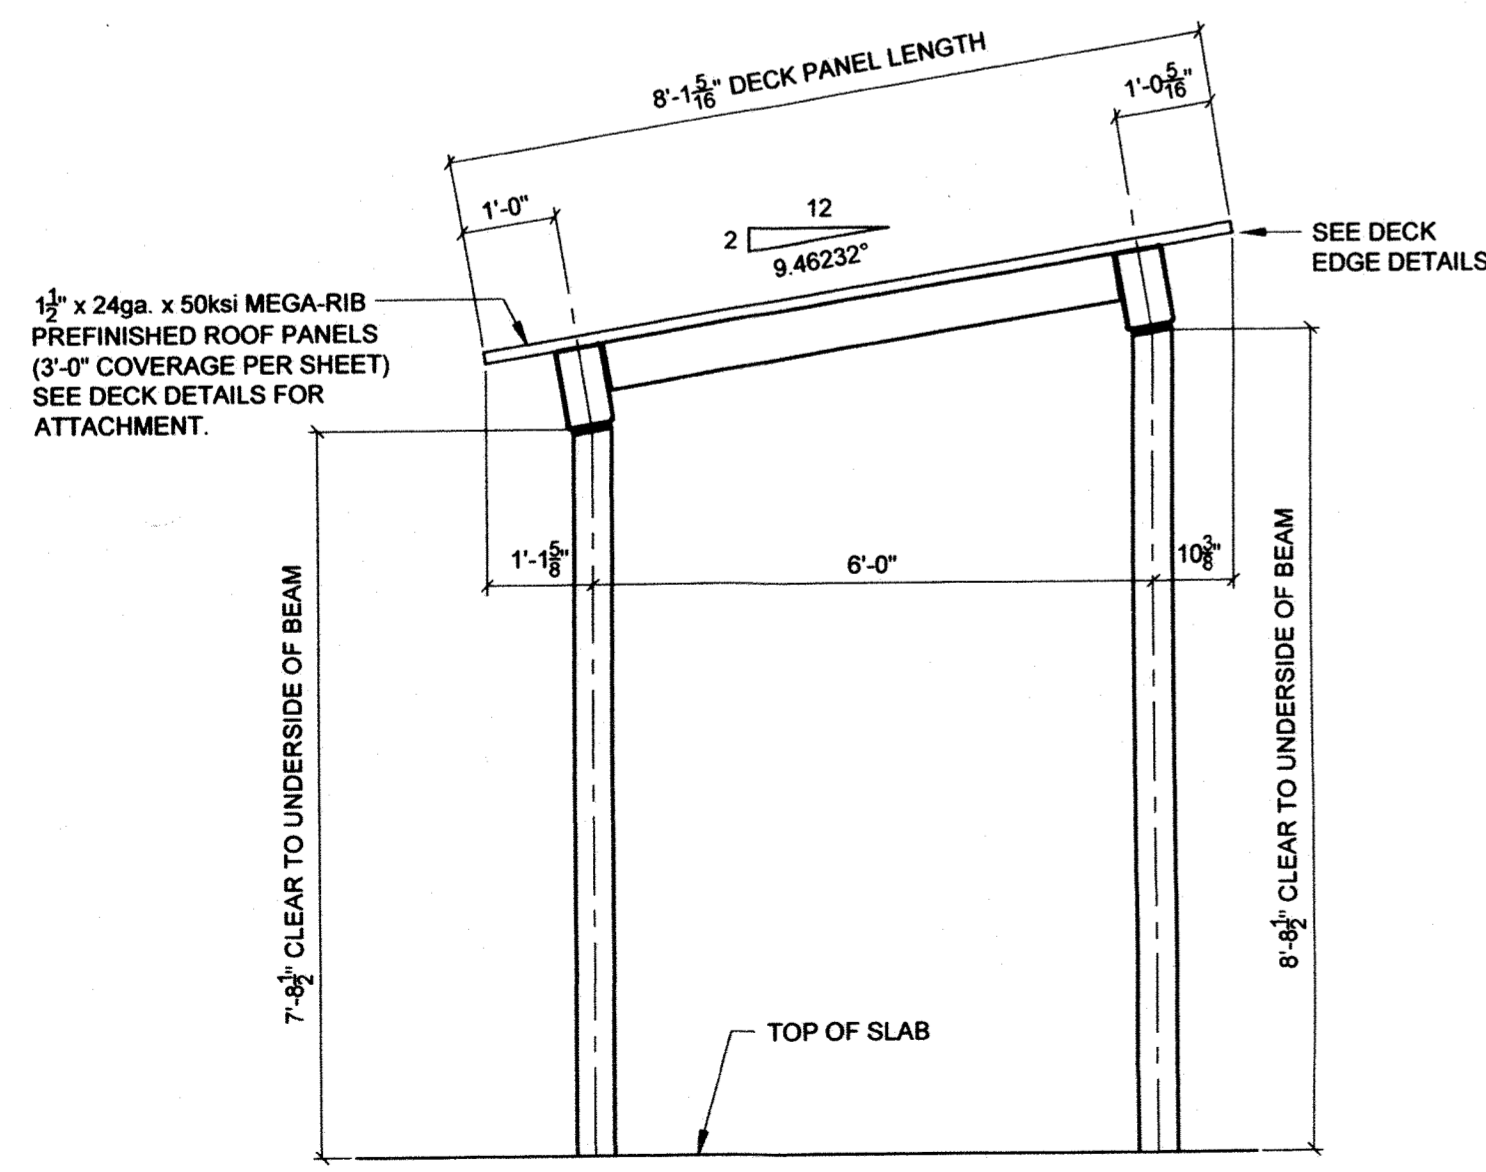 8'-1 5/16" DECK PANEL LENGTH
1'-0 5/16"
1'-0"
12
2
9.46232°
SEE DECK
EDGE DETAILS
1 1/2" x 24ga. x 50ksi MEGA-RIB
PREFINISHED ROOF PANELS
(3'-0" COVERAGE PER SHEET)
SEE DECK DETAILS FOR
ATTACHMENT.
1'-1 5/8"
6'-0"
10 3/8"
7'-8 1/2" CLEAR TO UNDERSIDE OF BEAM
8'-8 1/2" CLEAR TO UNDERSIDE OF BEAM
TOP OF SLAB